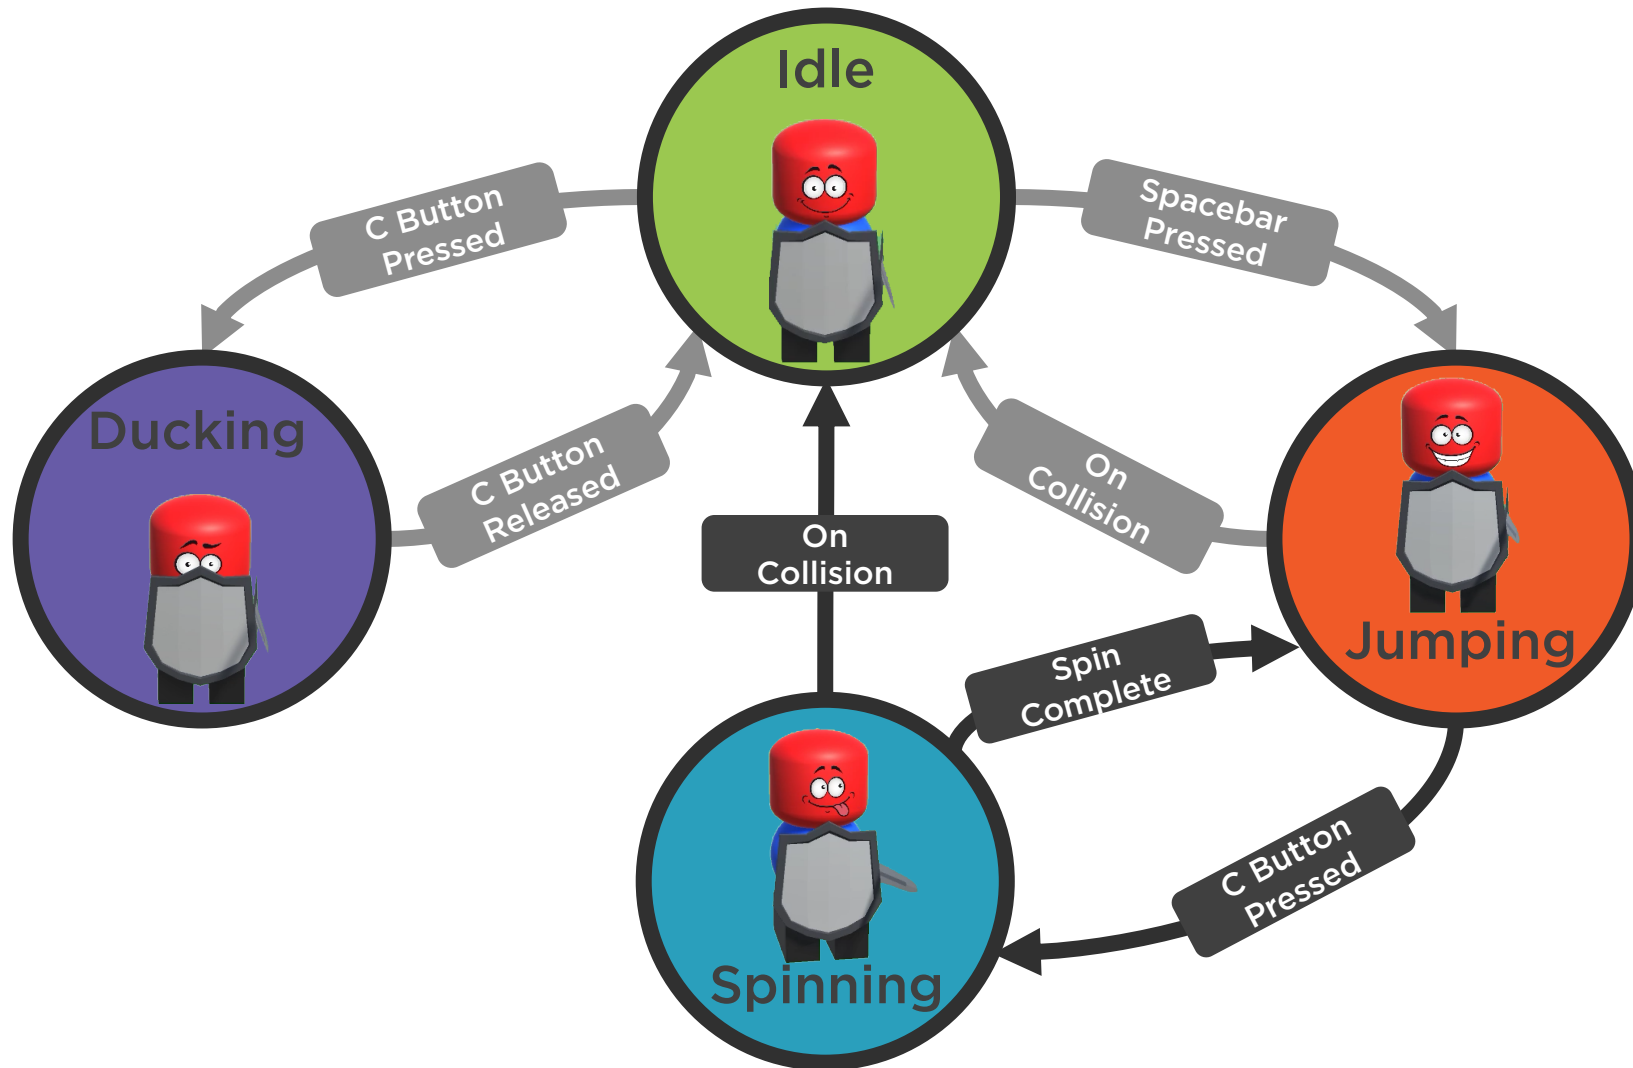 Idle
C Button
Pressed
Spacebar
Pressed
Ducking
C Button
Released
On
Collision
On
Collision
Jumping
Spin
Complete
C Button
Pressed
Spinning